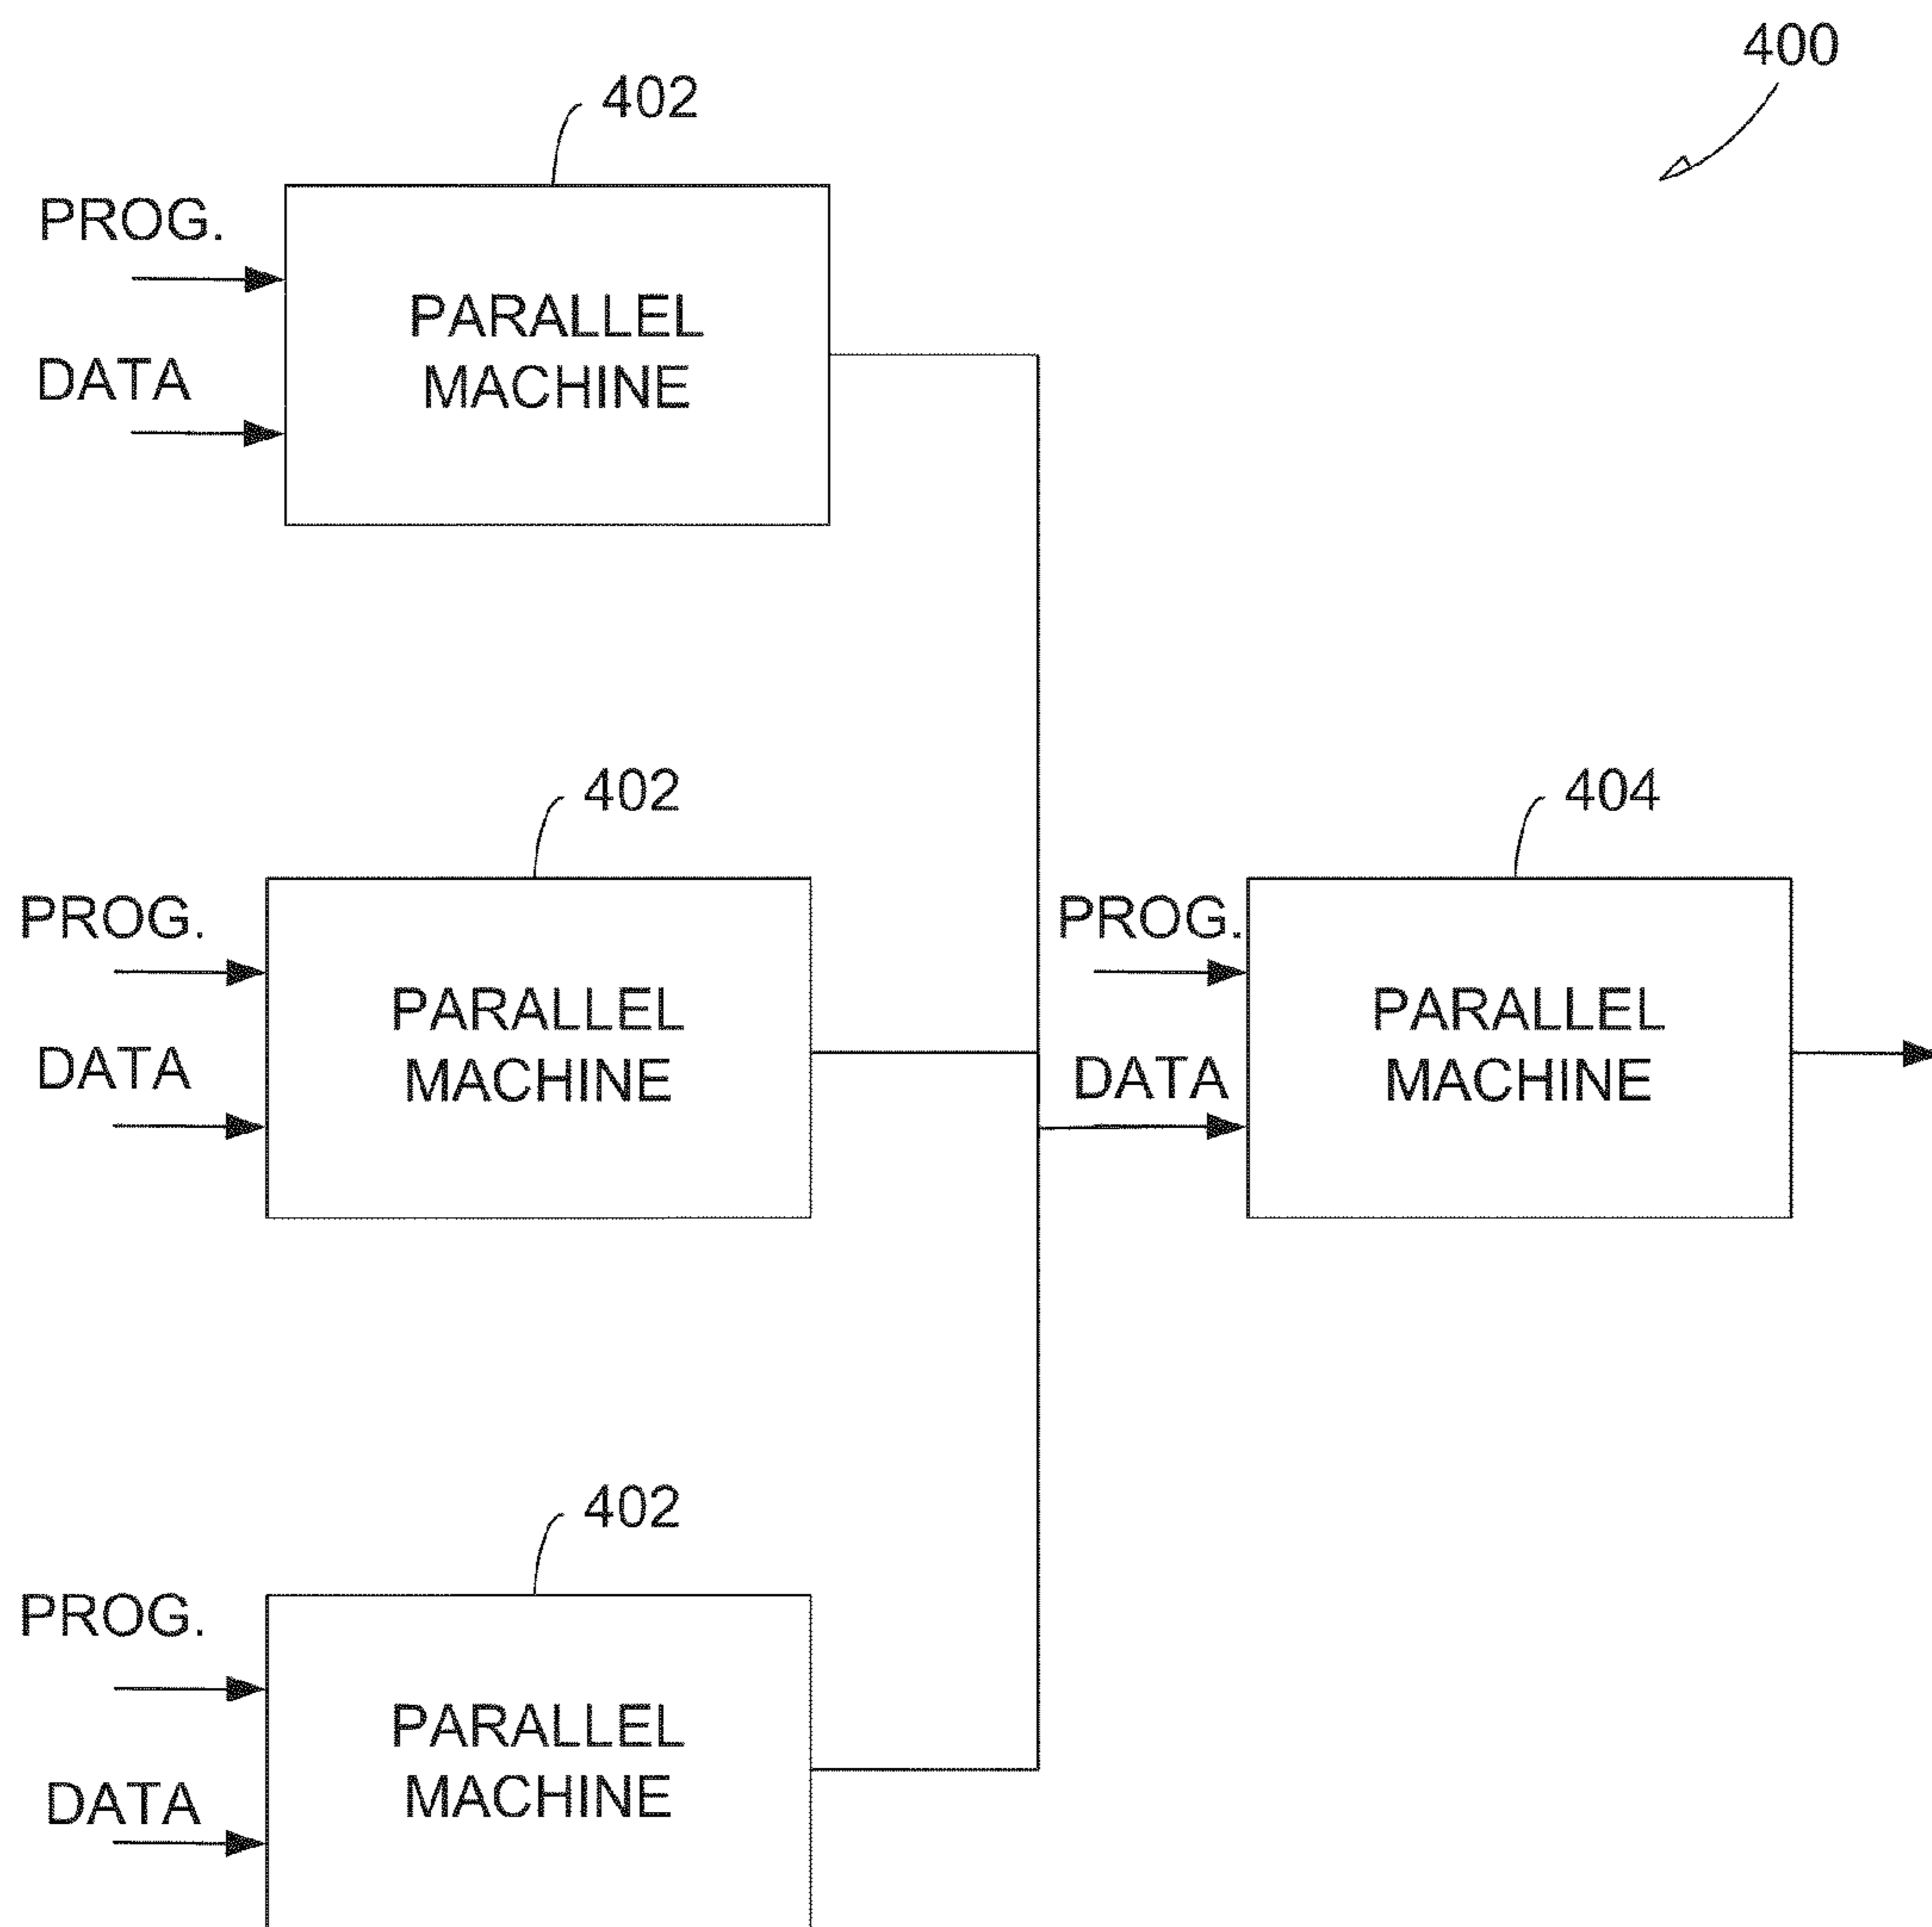 400
402
PROG.
PARALLEL
MACHINE
DATA
402
404
PROG.
PARALLEL
MACHINE
DATA
PROG.
PARALLEL
MACHINE
DATA
402
PROG.
PARALLEL
MACHINE
DATA